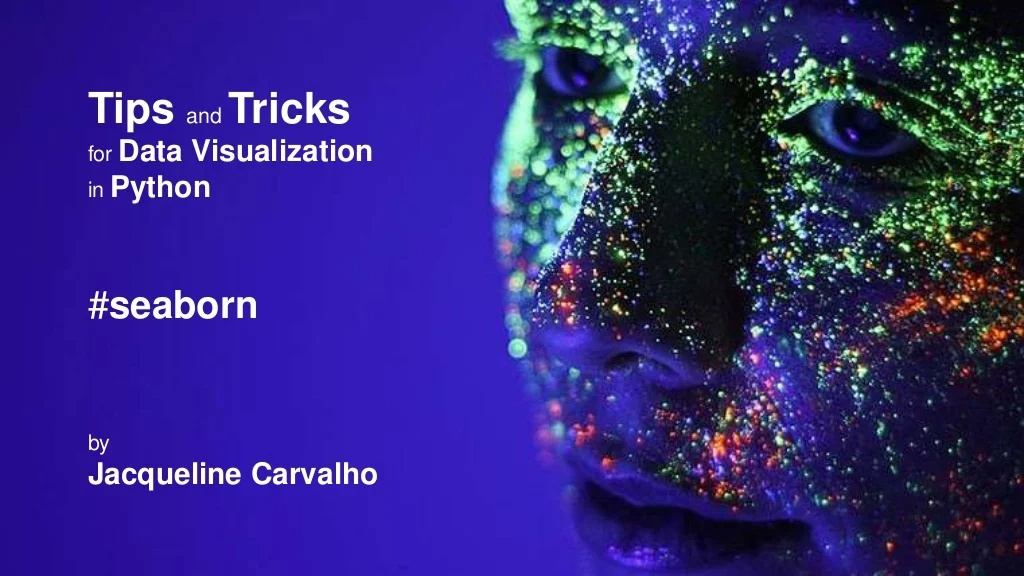 Tips and Tricks
for Data Visualization
in Python
#seaborn
by
Jacqueline Carvalho